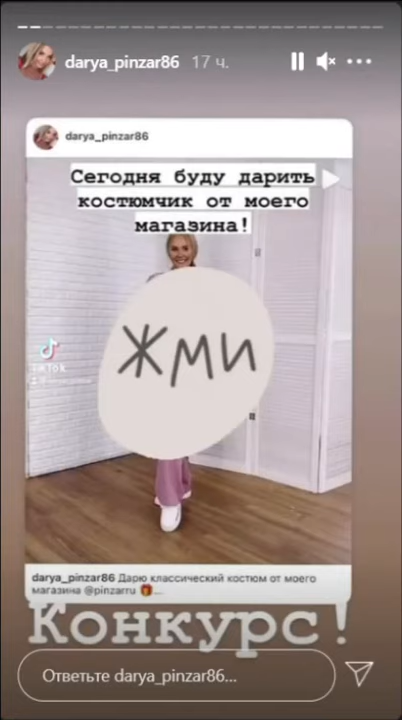 darya_pinzar86 17 ч.
darya_pinzar86
Сегодня буду дарить
костюмчик от моего
магазина!
ЖМИ
TikTok
darya_pinzar86 Дарю классический костюм от моего
магазина @pinzarru 🎁...
Конкурс!
Ответьте darya_pinzar86...